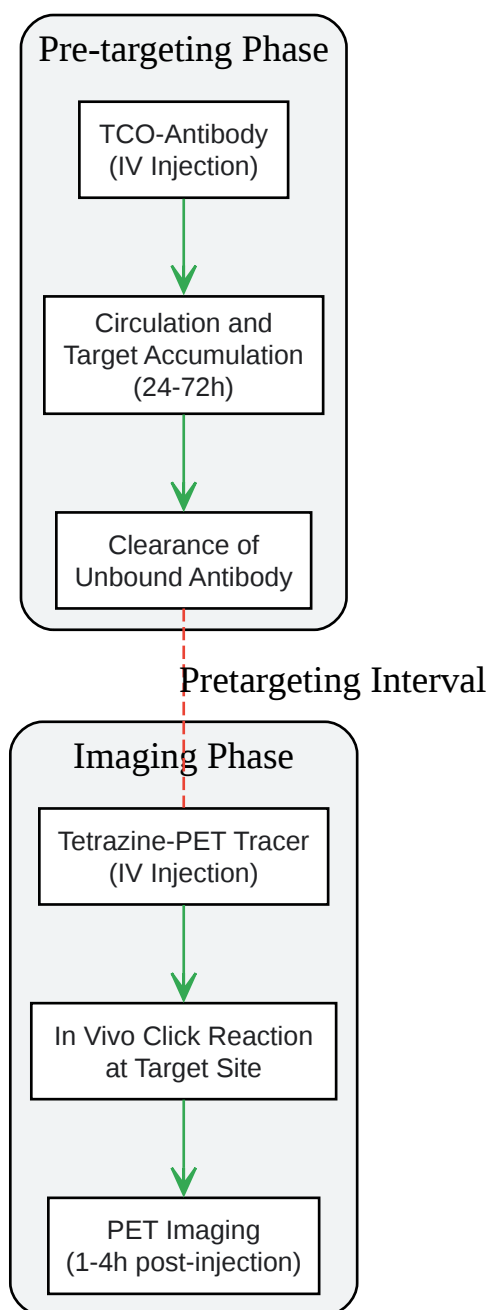 Pre-targeting Phase
TCO-Antibody
(IV Injection)
Circulation and
Target Accumulation
(24-72h)
Clearance of
Unbound Antibody
Pretargeting Interval
Imaging Phase
Tetrazine-PET Tracer
(IV Injection)
In Vivo Click Reaction
at Target Site
PET Imaging
(1-4h post-injection)